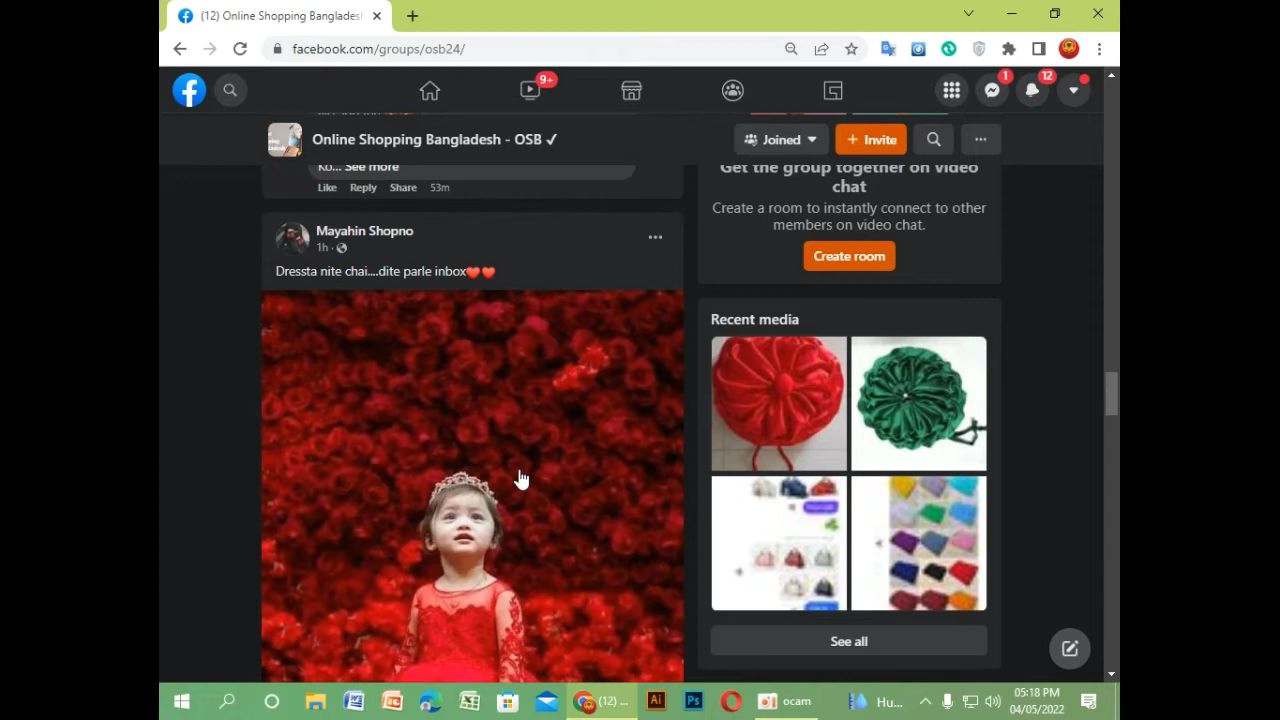 (12) Online Shopping Bangladesh
facebook.com/groups/osb24/
9+
1
12
Online Shopping Bangladesh - OSB ✓
Joined
+ Invite
Ko... See more
Like Reply Share 53m
Mayahin Shopno
1h ·
Dressta nite chai....dite parle inbox❤️❤️
Get the group together on video
chat
Create a room to instantly connect to other
members on video chat.
Create room
Recent media
See all
(12) ...
Ai
Ps
ocam
Hu...
05:18 PM
04/05/2022